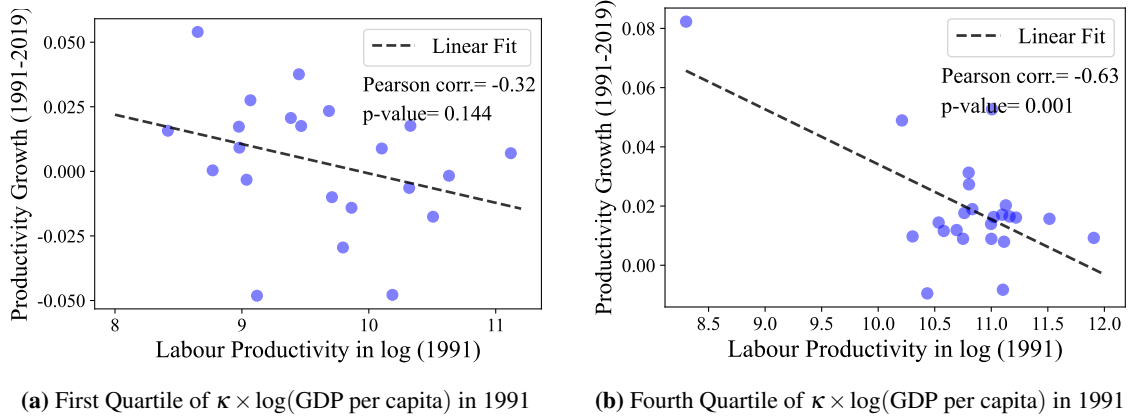 0.050
0.025
0.000
-0.025
-0.050
8
9
10
11
Productivity Growth (1991-2019)
Labour Productivity in log (1991)
Linear Fit
Pearson corr.= -0.32
p-value= 0.144
(a) First Quartile of κ × log(GDP per capita) in 1991
0.08
0.06
0.04
0.02
0.00
8.5
9.0
9.5
10.0
10.5
11.0
11.5
12.0
Productivity Growth (1991-2019)
Labour Productivity in log (1991)
Linear Fit
Pearson corr.= -0.63
p-value= 0.001
(b) Fourth Quartile of κ × log(GDP per capita) in 1991